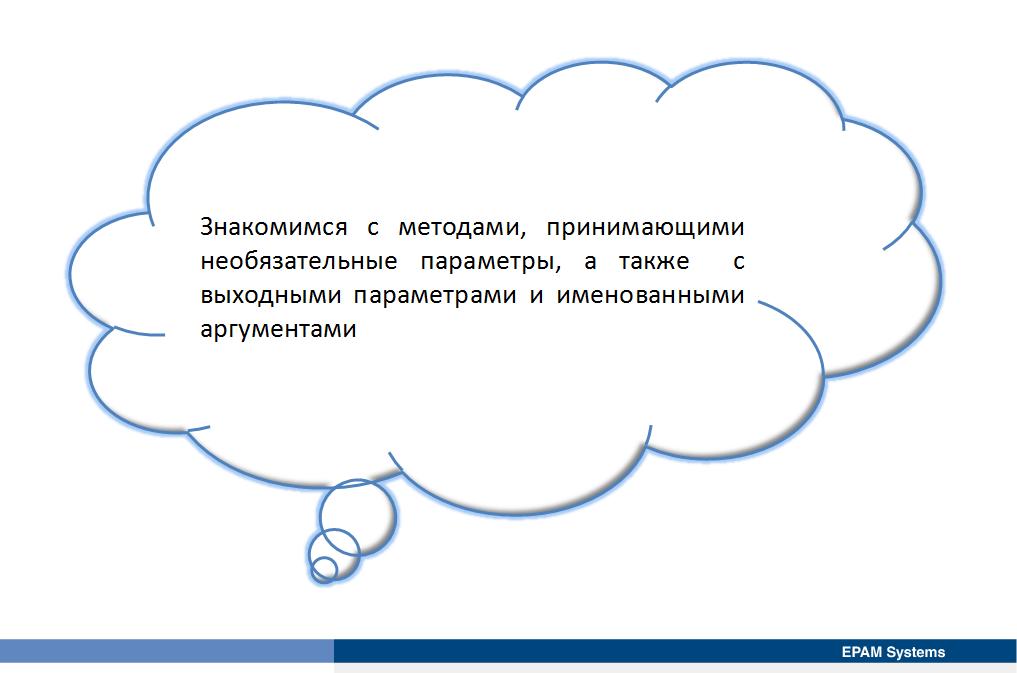 Знакомимся с методами, принимающими
необязательные параметры, а также с
выходными параметрами и именованными
аргументами
EPAM Systems